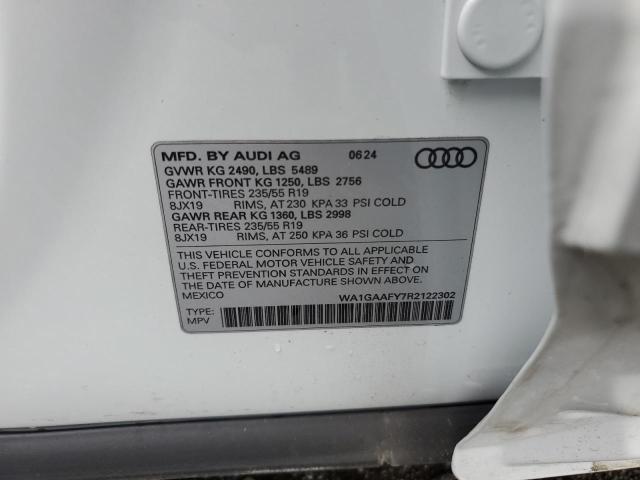 MFD. BY AUDI AG 0624
GVWR KG 2490, LBS 5489
GAWR FRONT KG 1250, LBS 2756
FRONT-TIRES 235/55 R19
8JX19 RIMS, AT 230 KPA 33 PSI COLD
GAWR REAR KG 1360, LBS 2998
REAR-TIRES 235/55 R19
8JX19 RIMS, AT 250 KPA 36 PSI COLD
THIS VEHICLE CONFORMS TO ALL APPLICABLE
U.S. FEDERAL MOTOR VEHICLE SAFETY AND
THEFT PREVENTION STANDARDS IN EFFECT ON
THE DATE OF MANUFACTURE SHOWN ABOVE.
MEXICO WA1GAAFY7R2122302
TYPE:
MPV